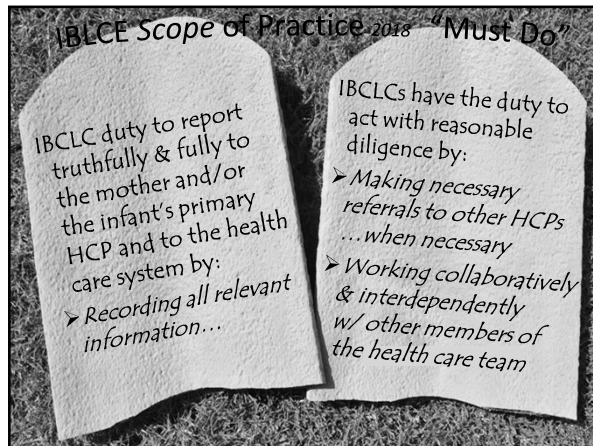 IBLCE Scope of Practice 2018 “Must Do”
IBCLC duty to report
truthfully & fully to
the mother and/or
the infant’s primary
HCP and to the health
care system by:
➢ Recording all relevant
information…
IBCLCs have the duty to
act with reasonable
diligence by:
➢ Making necessary
referrals to other HCPs
…when necessary
➢ Working collaboratively
& interdependently
w/ other members of
the health care team